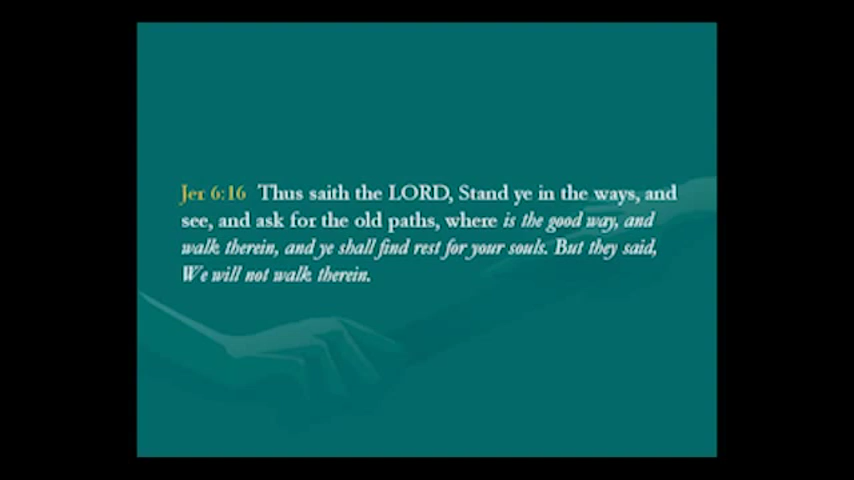 Jer 6:16 Thus saith the LORD, Stand ye in the ways, and
see, and ask for the old paths, where is the good way, and
walk therein, and ye shall find rest for your souls. But they said,
We will not walk therein.